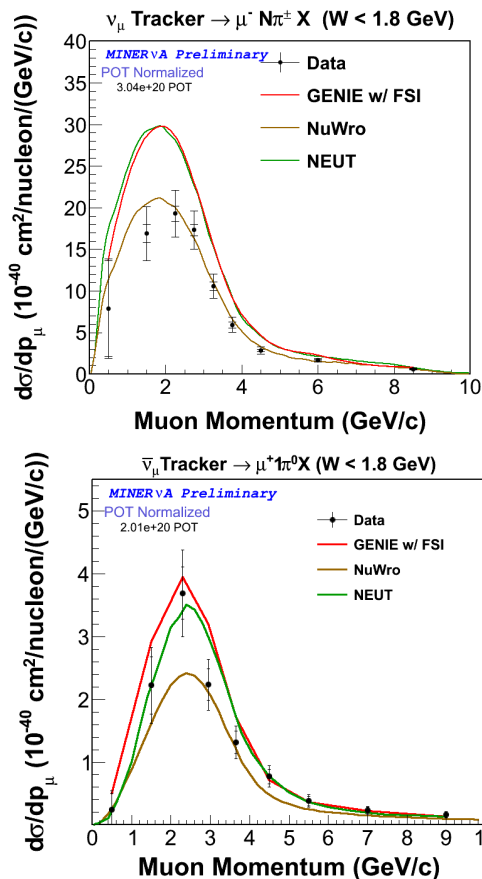 ν_μ Tracker → μ⁻ Nπ^± X (W < 1.8 GeV)
MINERνA Preliminary
POT Normalized
3.04e+20 POT
Data
GENIE w/ FSI
NuWro
NEUT
40
35
30
25
20
15
10
5
0
dσ/dp_μ (10⁻⁴⁰ cm²/nucleon/(GeV/c))
0 2 4 6 8 10
Muon Momentum (GeV/c)
ν̄_μ Tracker → μ⁺1π⁰X (W < 1.8 GeV)
MINERνA Preliminary
POT Normalized
2.01e+20 POT
Data
GENIE w/ FSI
NuWro
NEUT
5
4
3
2
1
dσ/dp_μ (10⁻⁴⁰ cm²/nucleon/(GeV/c))
0 1 2 3 4 5 6 7 8 9
Muon Momentum (GeV/c)